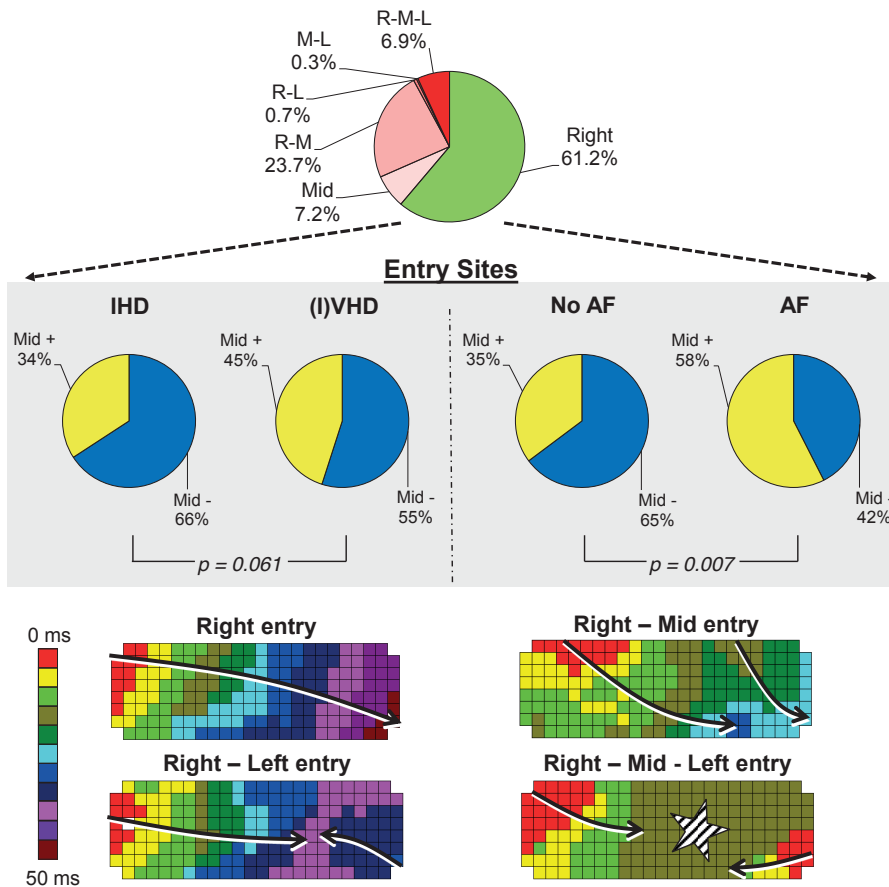 R-M-L
6.9%
M-L
0.3%
R-L
0.7%
R-M
23.7%
Mid
7.2%
Right
61.2%
Entry Sites
IHD
(I)VHD
No AF
AF
Mid +
34%
Mid -
66%
Mid +
45%
Mid -
55%
Mid +
35%
Mid -
65%
Mid +
58%
Mid -
42%
p = 0.061
p = 0.007
0 ms
50 ms
Right entry
Right – Mid entry
Right – Left entry
Right – Mid - Left entry